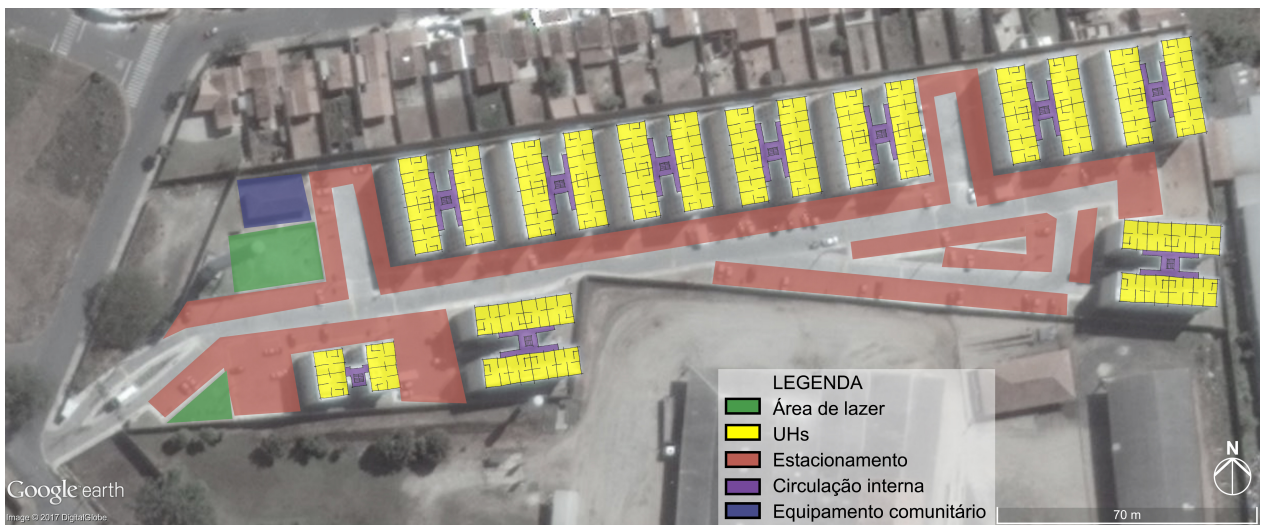 LEGENDA
Área de lazer
UHs
Estacionamento
Circulação interna
Equipamento comunitário
N
70 m
Google earth
Image © 2017 DigitalGlobe